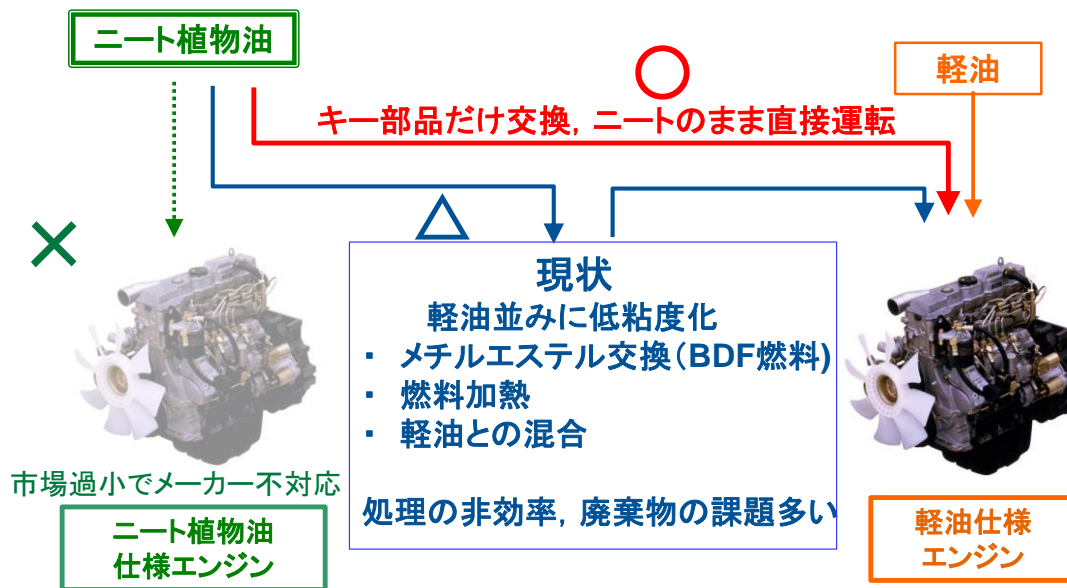 ニート植物油
軽油
キー部品だけ交換, ニートのまま直接運転
現状
軽油並みに低粘度化
・ メチルエステル交換(BDF燃料)
・ 燃料加熱
・ 軽油との混合
処理の非効率, 廃棄物の課題多い
市場過小でメーカー不対応
ニート植物油
仕様エンジン
軽油仕様
エンジン